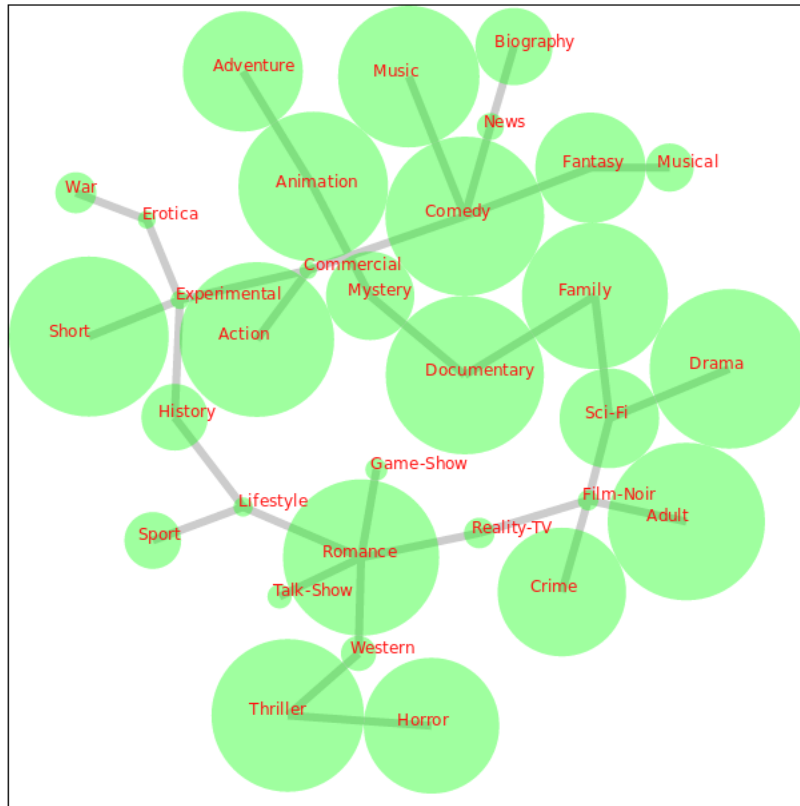 Biography
Adventure
Music
News
Fantasy
Musical
Animation
War
Erotica
Comedy
Commercial
Experimental
Mystery
Family
Short
Action
Documentary
Drama
History
Sci-Fi
Game-Show
Film-Noir
Lifestyle
Adult
Reality-TV
Sport
Romance
Talk-Show
Crime
Western
Thriller
Horror